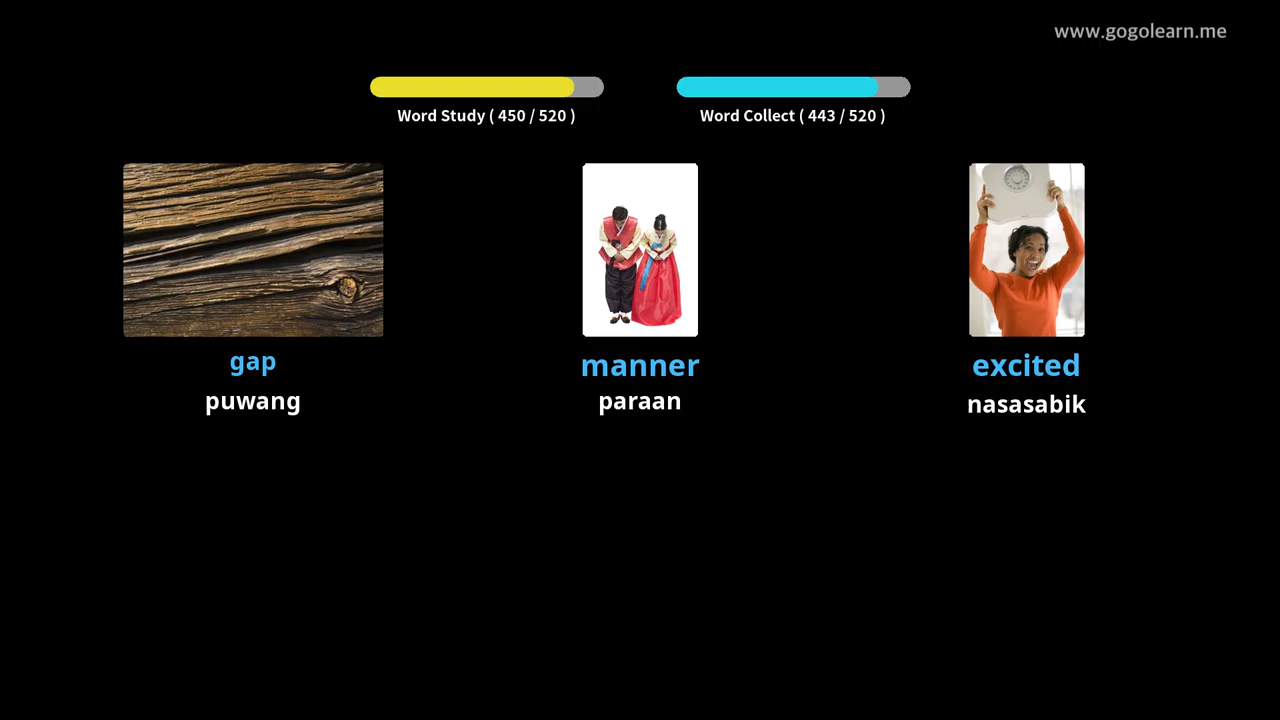 www.gogolearn.me
Word Study ( 450 / 520 )
Word Collect ( 443 / 520 )
gap
puwang
manner
paraan
excited
nasasabik